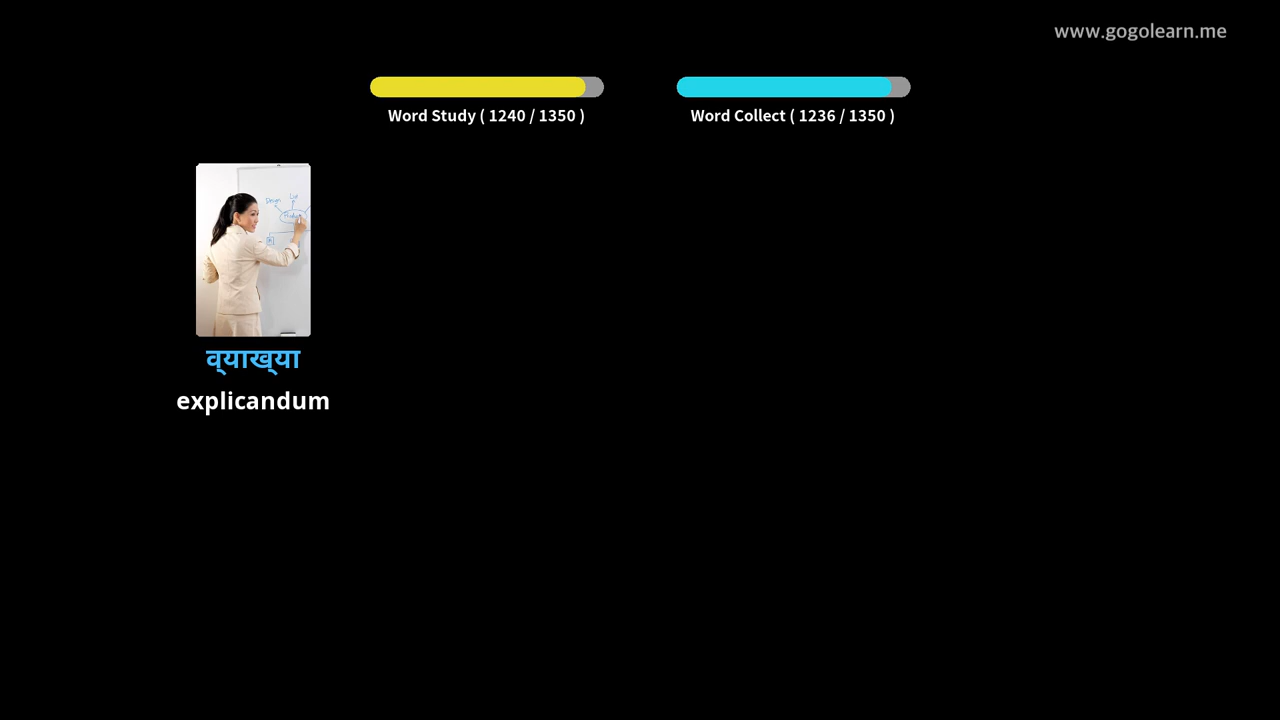 www.gogolearn.me
Word Study ( 1240 / 1350 )
Word Collect ( 1236 / 1350 )
व्याख्या
explicandum